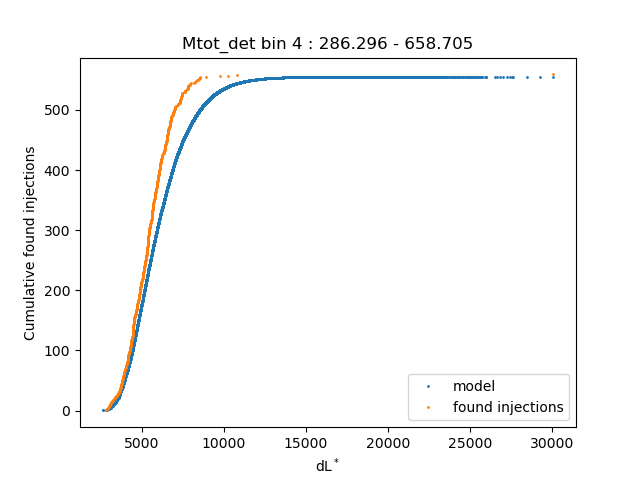 Mtot_det bin 4 : 286.296 - 658.705
Cumulative found injections
500
400
300
200
100
0
5000 10000 15000 20000 25000 30000
dL*
model
found injections